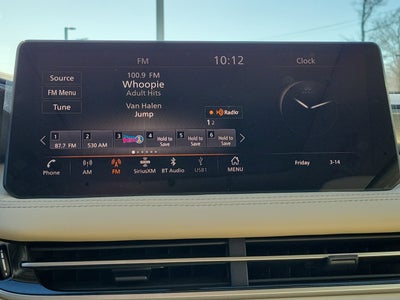 FM
10:12
Clock
Source
FM Menu
Tune
100.9 FM
Whoopie
Adult Hits
Van Halen
Jump
Radio
1 2
1
87.7 FM
2
530 AM
3
4
Hold to
Save
5
Hold to
Save
6
Hold to
Save
Phone
AM
FM
SiriusXM
BT Audio
USB1
MENU
Friday
3-14